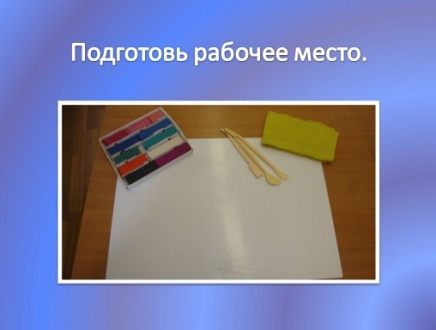 Подготовь рабочее место.